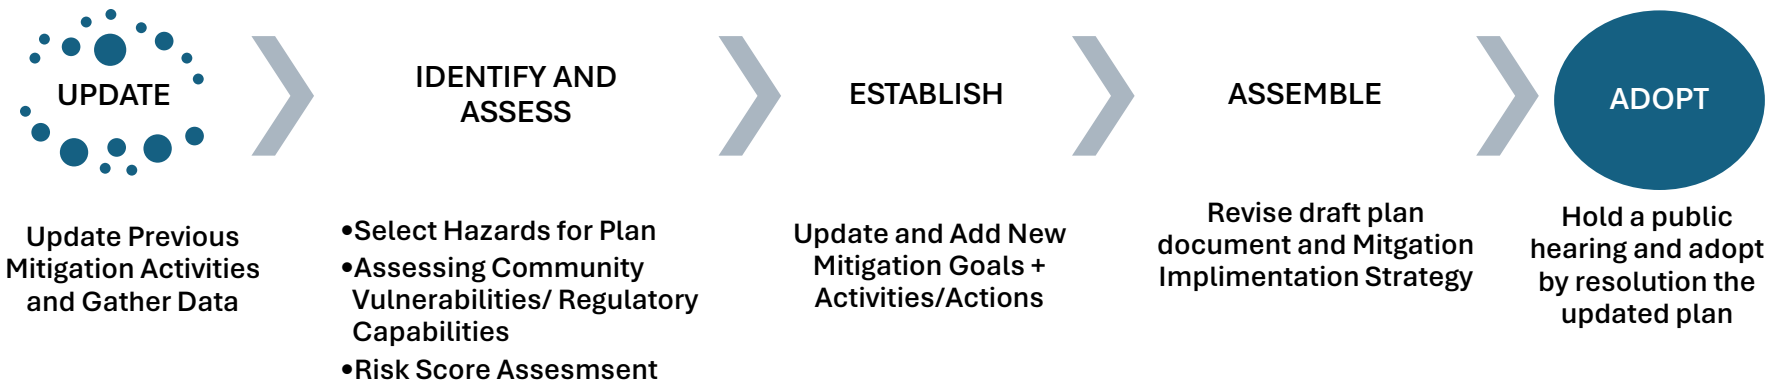 UPDATE
IDENTIFY AND
ASSESS
ESTABLISH
ASSEMBLE
ADOPT
Update Previous
Mitigation Activities
and Gather Data
•Select Hazards for Plan
•Assessing Community
Vulnerabilities/ Regulatory
Capabilities
•Risk Score Assesmsent
Update and Add New
Mitigation Goals +
Activities/Actions
Revise draft plan
document and Mitgation
Implimentation Strategy
Hold a public
hearing and adopt
by resolution the
updated plan